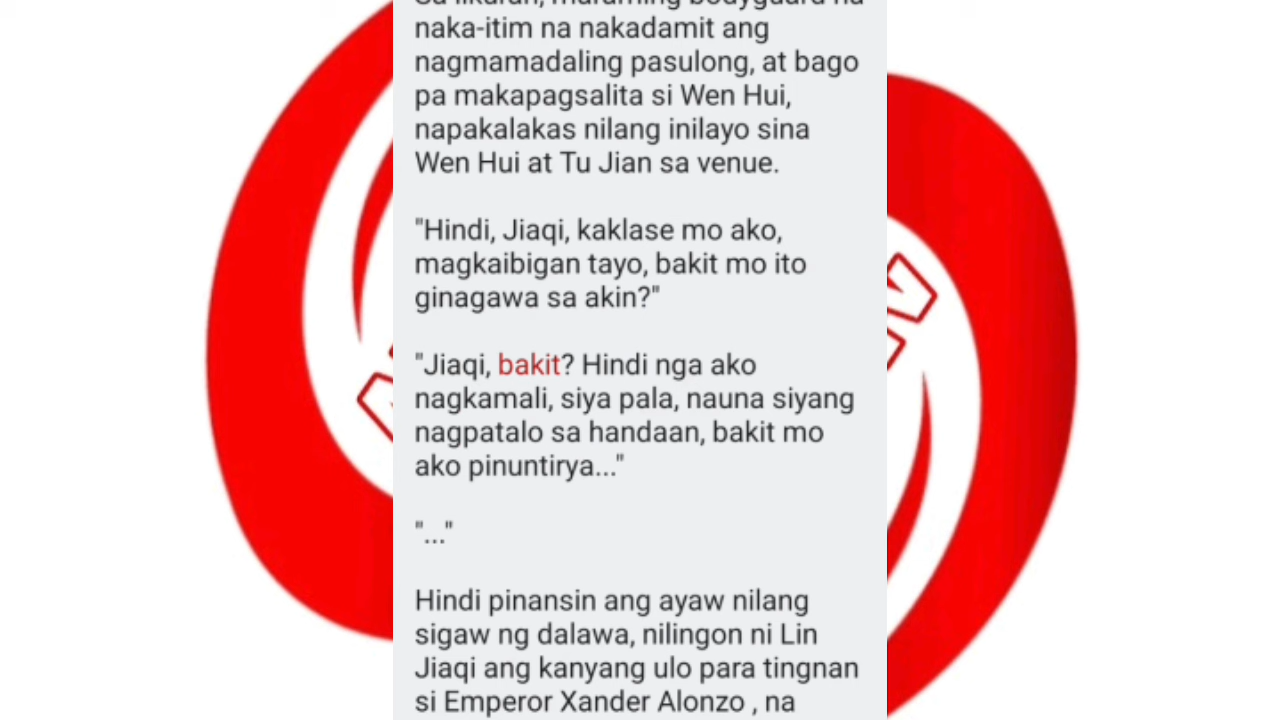 naka-itim na nakadamit ang
nagmamadaling pasulong, at bago
pa makapagsalita si Wen Hui,
napakalakas nilang inilayo sina
Wen Hui at Tu Jian sa venue.
"Hindi, Jiaqi, kaklase mo ako,
magkaibigan tayo, bakit mo ito
ginagawa sa akin?"
"Jiaqi, bakit? Hindi nga ako
nagkamali, siya pala, nauna siyang
nagpatalo sa handaan, bakit mo
ako pinuntirya..."
"..."
Hindi pinansin ang ayaw nilang
sigaw ng dalawa, nilingon ni Lin
Jiaqi ang kanyang ulo para tingnan
si Emperor Xander Alonzo , na